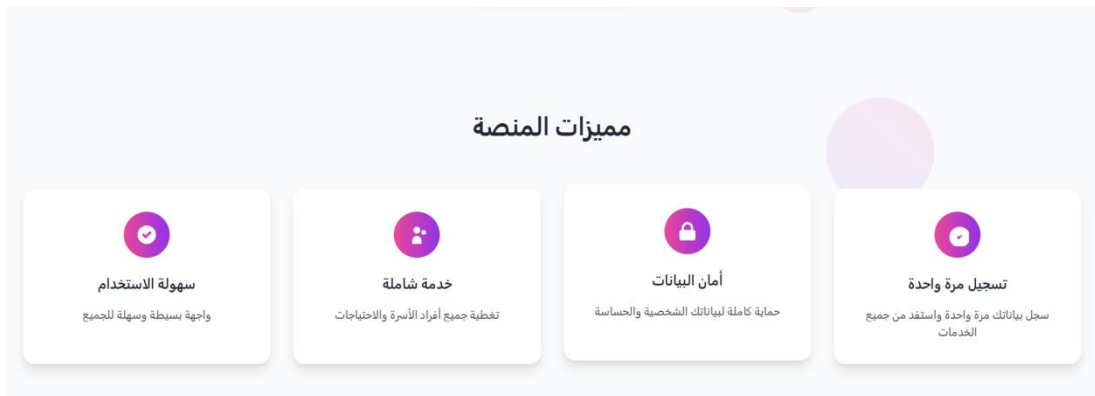 مميزات المنصة
تسجيل مرة واحدة
سجل بياناتك مرة واحدة واستفد من جميع
الخدمات
أمان البيانات
حماية كاملة لبياناتك الشخصية والحساسة
خدمة شاملة
تغطية جميع أفراد الأسرة والاحتياجات
سهولة الاستخدام
واجهة بسيطة وسهلة للجميع